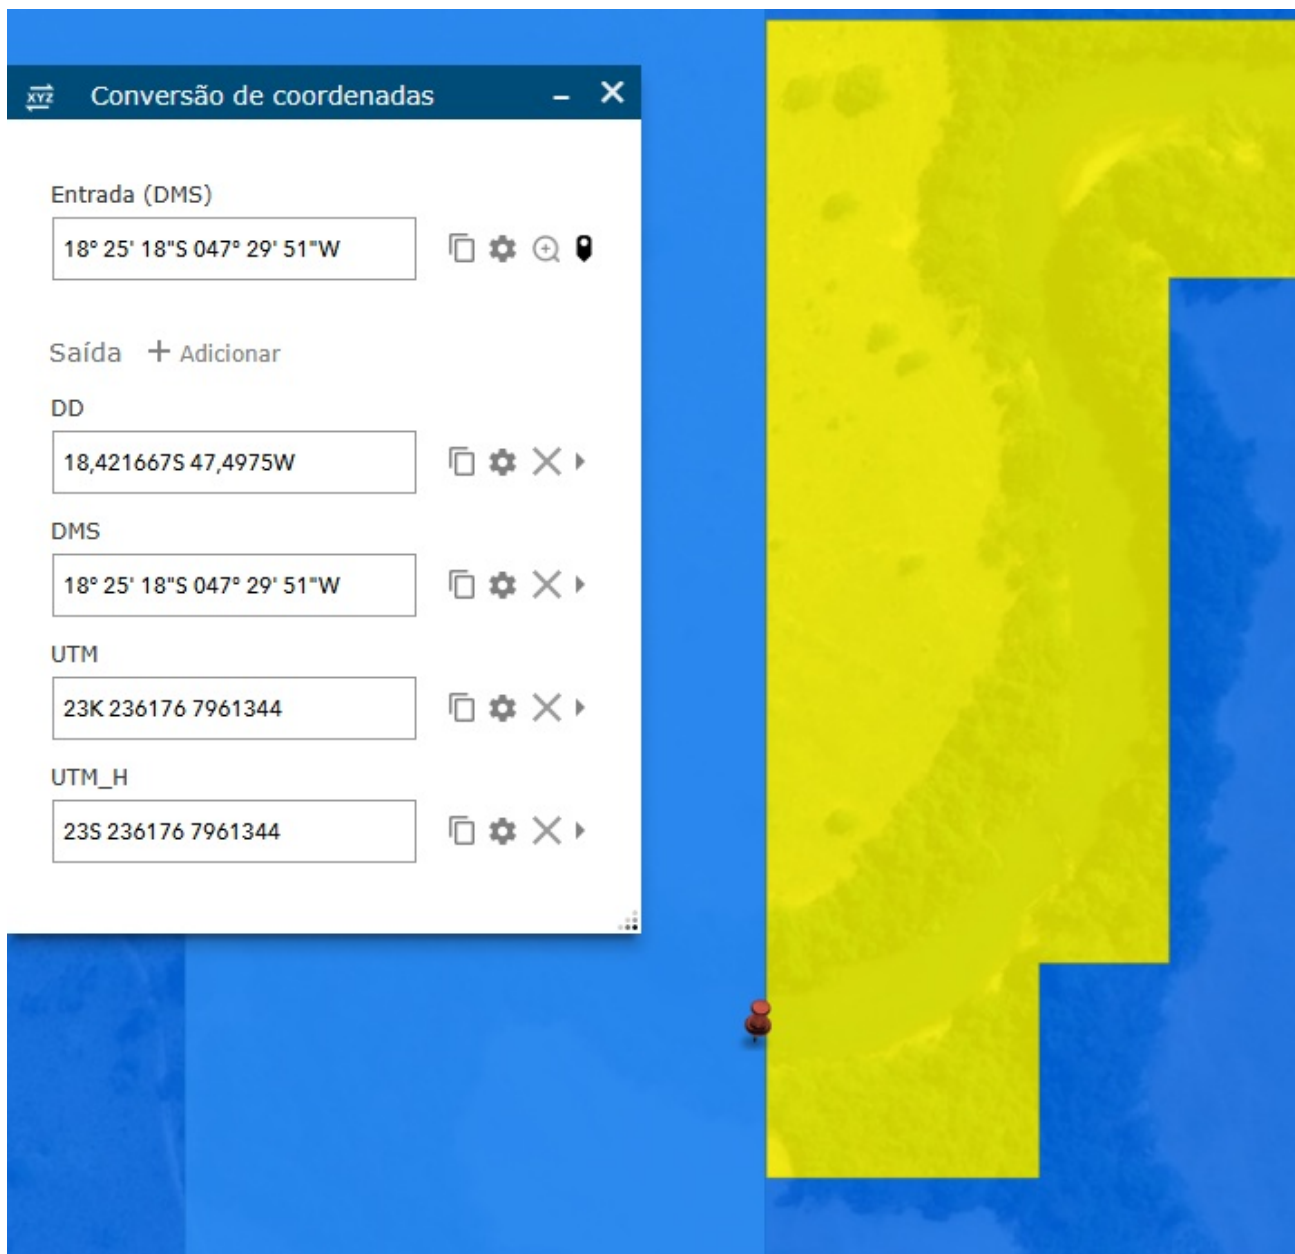 XYZ Conversão de coordenadas
Entrada (DMS)
18° 25' 18"S 047° 29' 51"W
Saída + Adicionar
DD
18,421667S 47,4975W
DMS
18° 25' 18"S 047° 29' 51"W
UTM
23K 236176 7961344
UTM_H
23S 236176 7961344